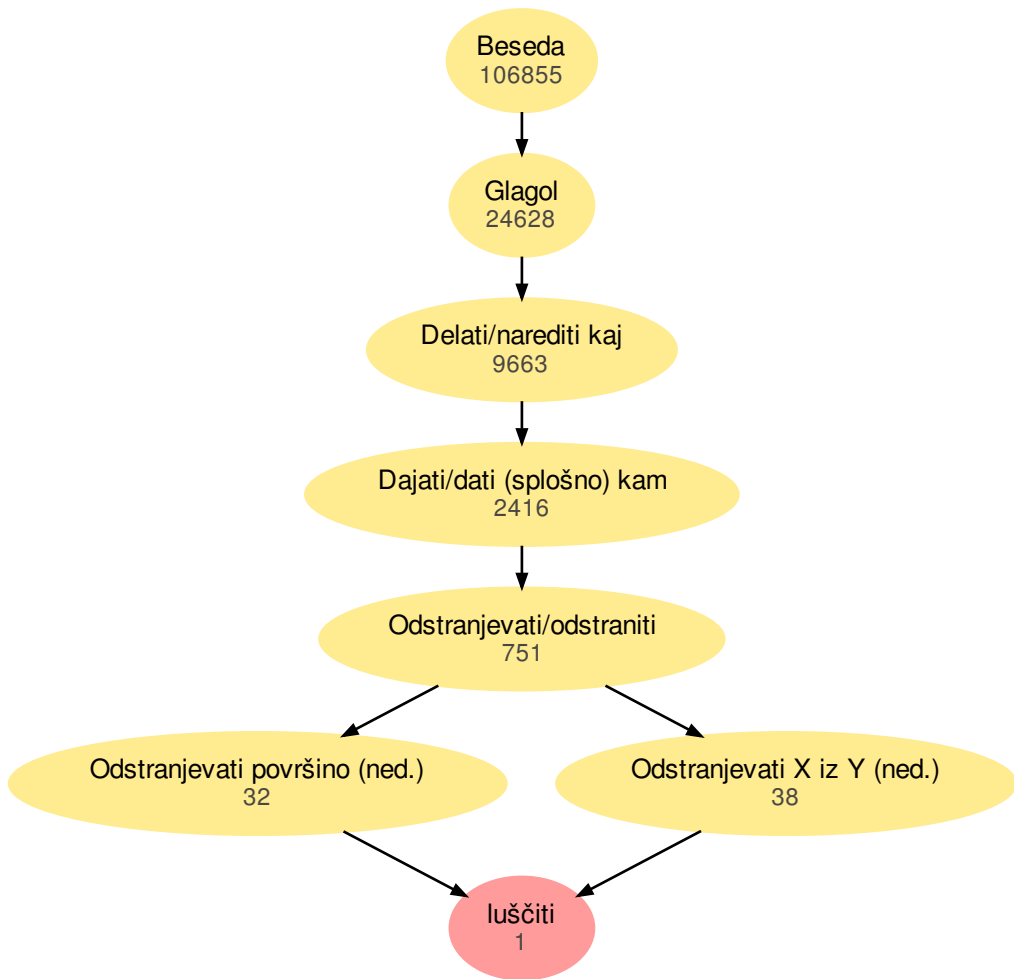 Beseda
106855
Glagol
24628
Delati/narediti kaj
9663
Dajati/dati (splošno) kam
2416
Odstranjevati/odstraniti
751
Odstranjevati površino (ned.)
32
Odstranjevati X iz Y (ned.)
38
luščiti
1